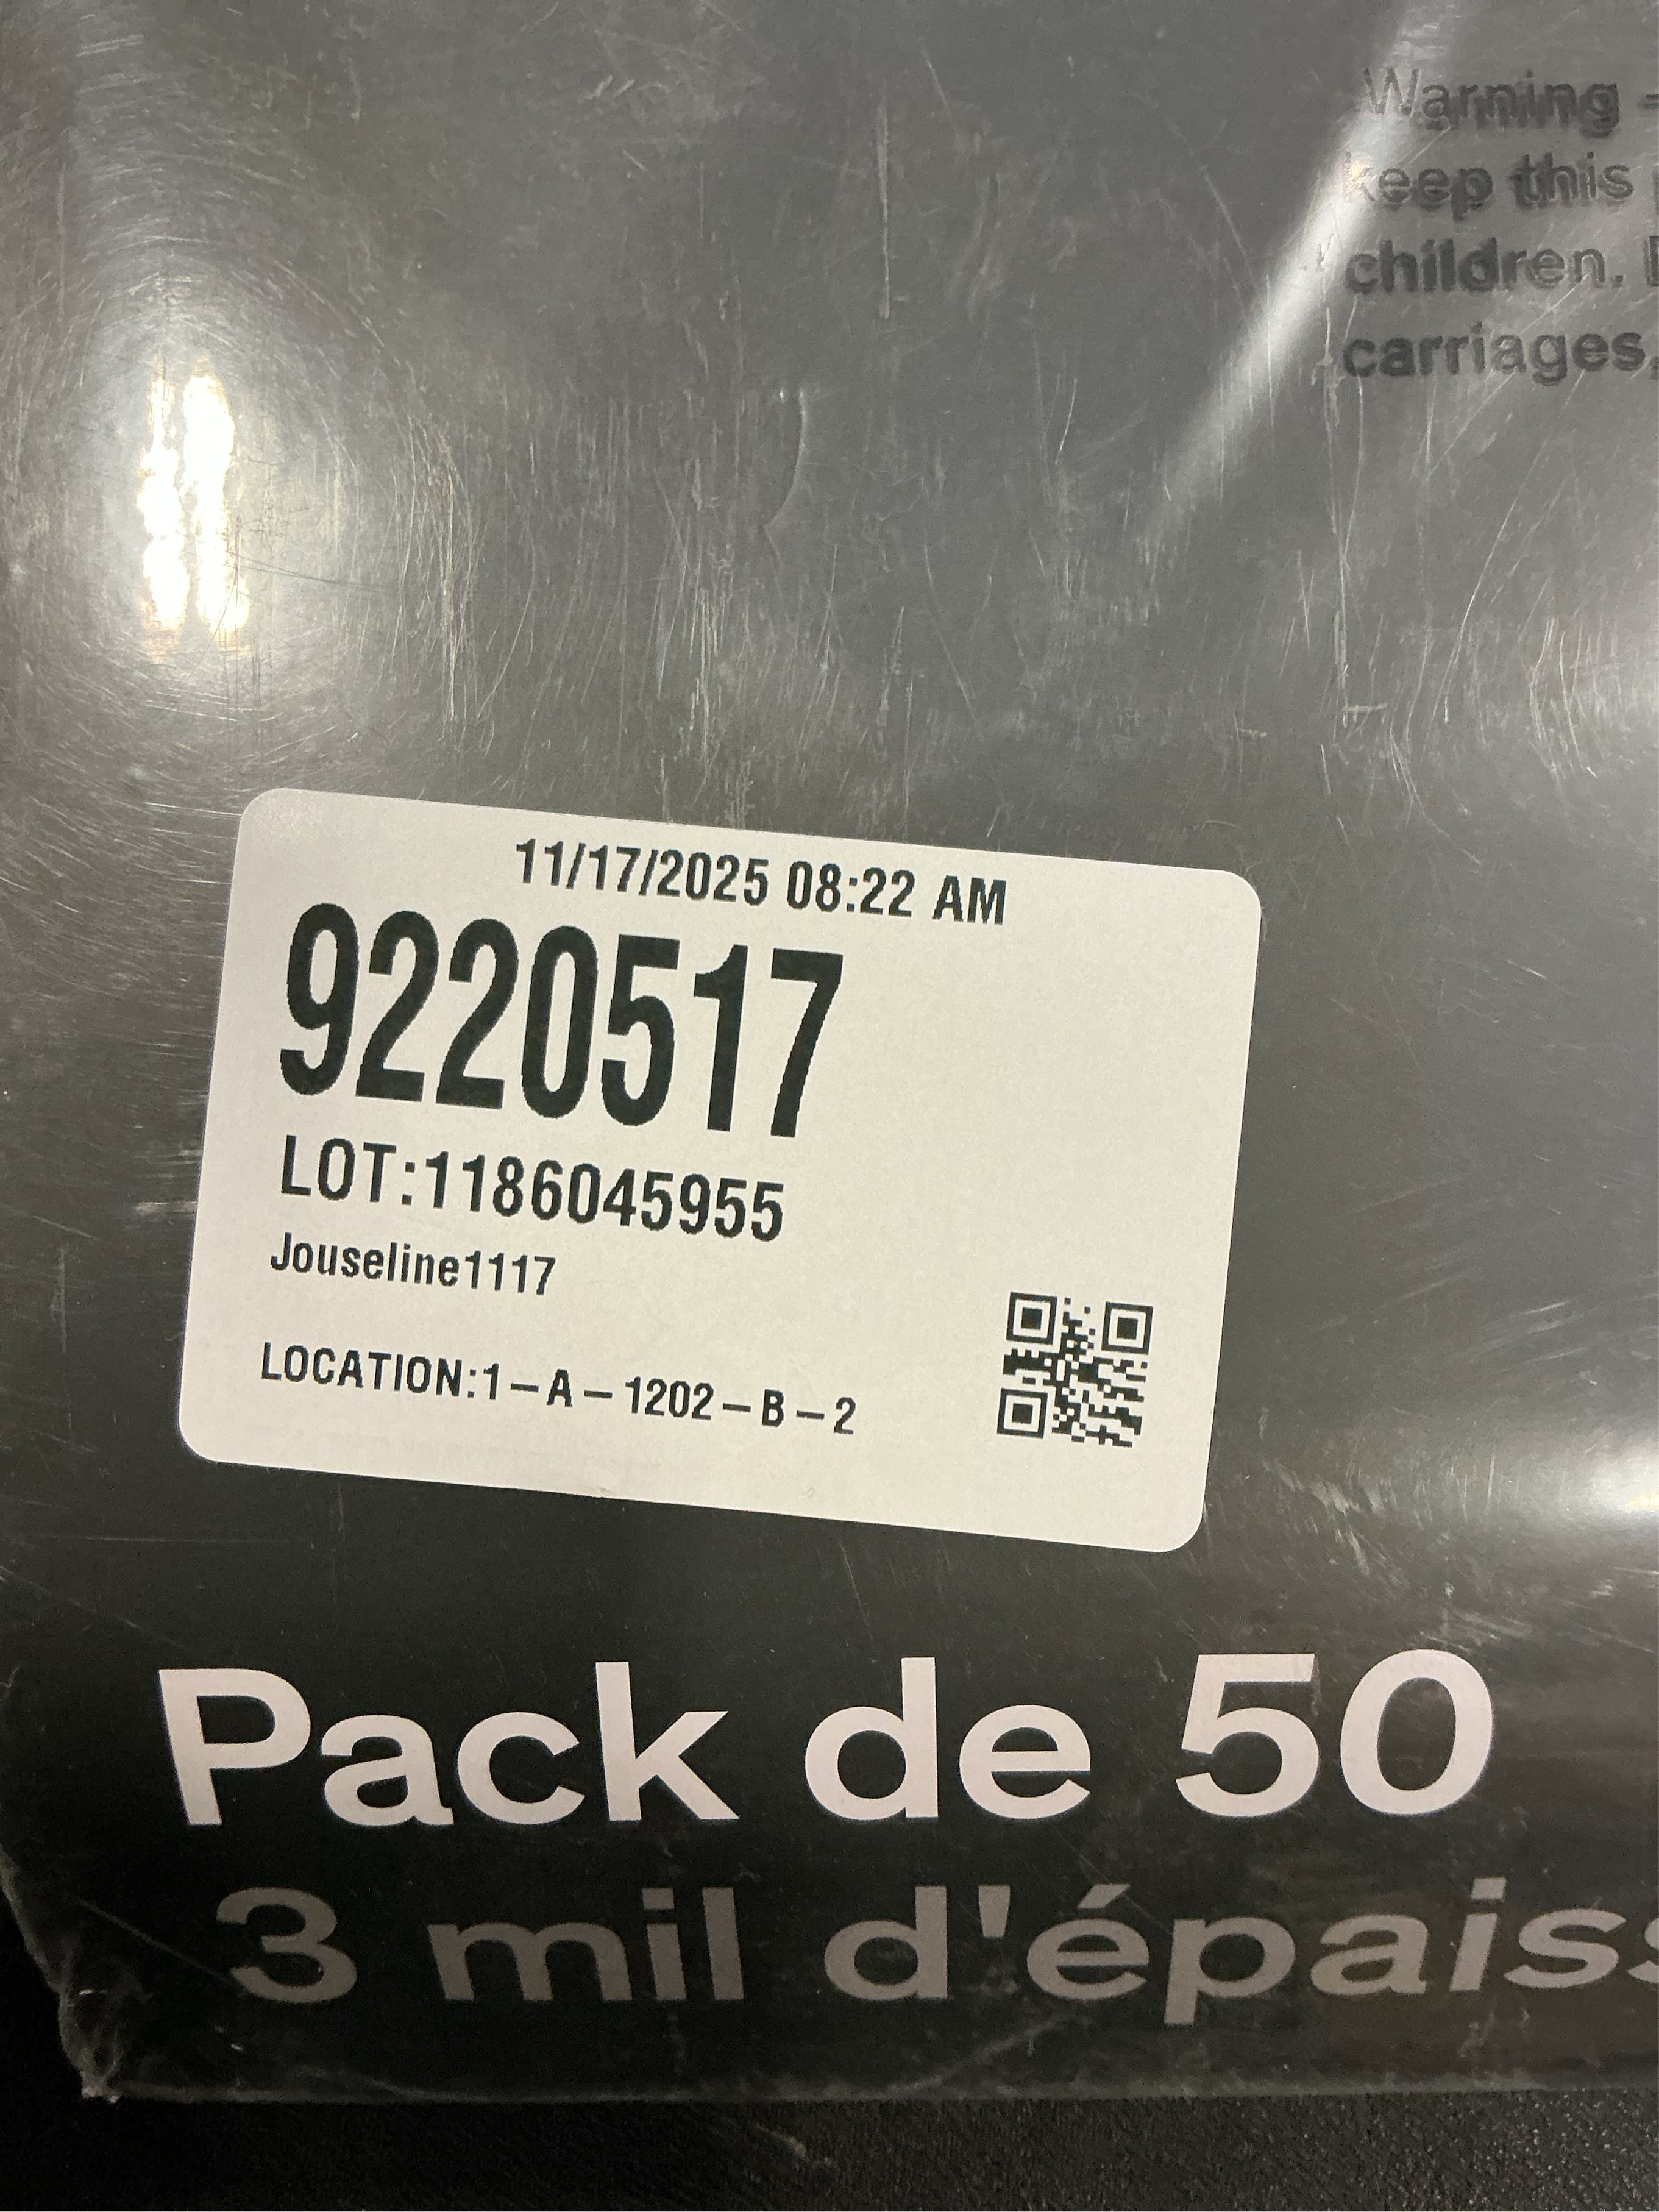 Warning -
keep this
children.
carriages,
11/17/2025 08:22 AM
9220517
LOT:1186045955
Jouseline1117
LOCATION:1-A-1202-B-2
Pack de 50
3 mil d'épaiss